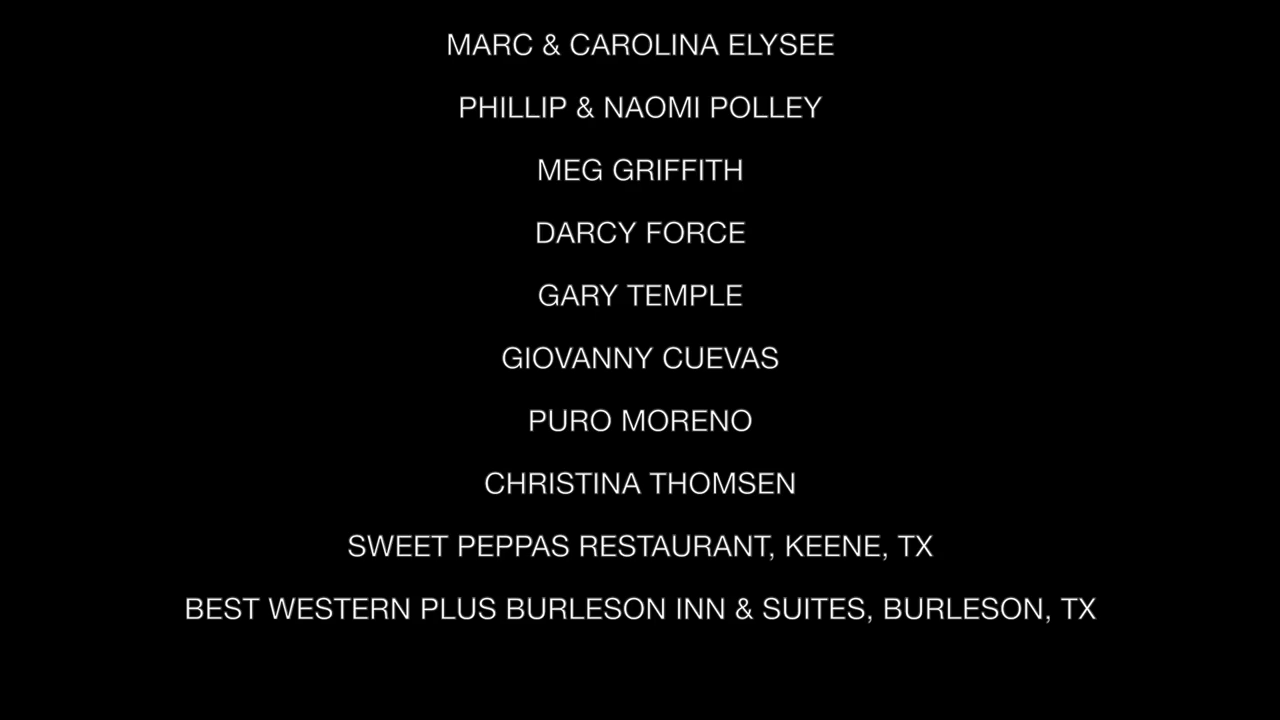 MARC & CAROLINA ELYSEE
PHILLIP & NAOMI POLLEY
MEG GRIFFITH
DARCY FORCE
GARY TEMPLE
GIOVANNY CUEVAS
PURO MORENO
CHRISTINA THOMSEN
SWEET PEPPAS RESTAURANT, KEENE, TX
BEST WESTERN PLUS BURLESON INN & SUITES, BURLESON, TX